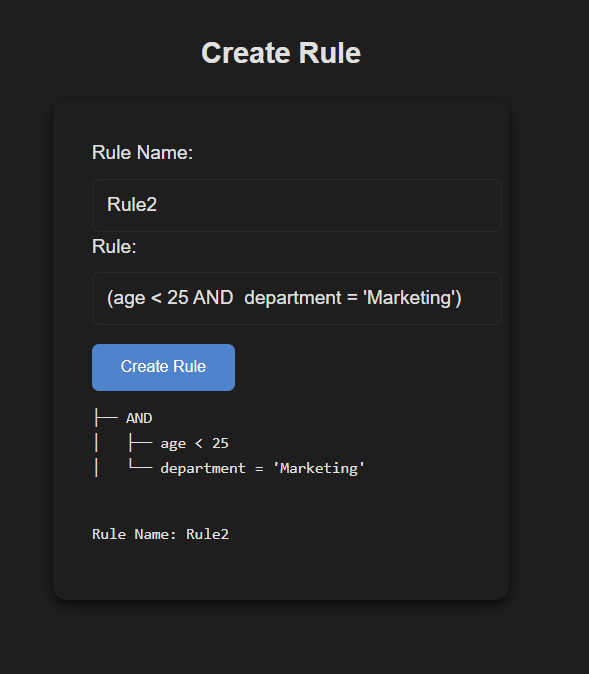 Create Rule
Rule Name:
Rule2
Rule:
(age < 25 AND  department = 'Marketing')
Create Rule
├── AND
│   ├── age < 25
│   └── department = 'Marketing'
Rule Name: Rule2